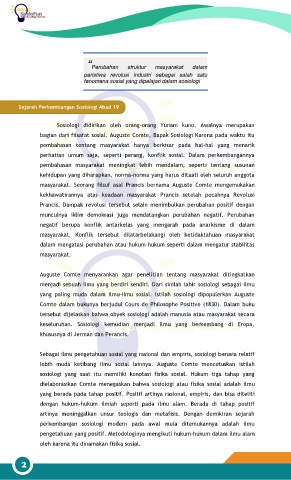 “
Perubahan struktur masyarakat dalam
peristiwa revolusi industri sebagai salah satu
fenomena sosial yang dipelajari dalam sosiologi
Sejarah Perkembangan Sosiologi Abad 19
Sosiologi didirikan oleh orang-orang Yunani kuno. Awalnya merupakan
bagian dari filsafat sosial. Auguste Comte, Bapak Sosiologi Karena pada waktu itu
pembahasan tentang masyarakat hanya berkisar pada hal-hal yang menarik
perhatian umum saja, seperti perang, konflik sosial. Dalam perkembangannya
pembahasan masyarakat meningkat lebih mendalam, seperti tentang susunan
kehidupan yang diharapkan, norma-norma yang harus ditaati oleh seluruh anggota
masyarakat. Seorang filsuf asal Prancis bernama Auguste Comte mengemukakan
kekhawatirannya atas keadaan masyarakat Prancis setelah pecahnya Revolusi
Prancis. Dampak revolusi tersebut selain menimbulkan perubahan positif dengan
munculnya iklim demokrasi juga mendatangkan perubahan negatif. Perubahan
negatif berupa konflik antarkelas yang mengarah pada anarkisme di dalam
masyarakat. Konflik tersebut dilatarbelakangi oleh ketidaktahuan masyarakat
dalam mengatasi perubahan atau hukum-hukum seperti dalam mengatur stabilitas
masyarakat.
Auguste Comte menyarankan agar penelitian tentang masyarakat ditingkatkan
menjadi sebuah ilmu yang berdiri sendiri. Dari sinilah lahir sosiologi sebagai ilmu
yang paling muda dalam ilmu-ilmu sosial. Istilah sosiologi dipopulerkan Auguste
Comte dalam bukunya berjudul Cours de Philosophe Positive (1830). Dalam buku
tersebut dijelaskan bahwa obyek sosiologi adalah manusia atau masyarakat secara
keseluruhan. Sosiologi kemudian menjadi ilmu yang berkembang di Eropa,
khususnya di Jerman dan Perancis.
Sebagai ilmu pengetahuan sosial yang rasional dan empiris, sosiologi berusia relatif
lebih muda ketibang ilmu sosial lainnya. Auguste Comte mencetuskan istilah
sosiologi yang saat itu memiliki konotasi fisika sosial. Hukum tiga tahap yang
dielaborasikan Comte menegaskan bahwa sosiologi atau fisika sosial adalah ilmu
yang berada pada tahap positif. Positif artinya rasional, empiris, dan bisa diteliti
dengan hukum-hukum ilmiah seperti pada ilmu alam. Berada di tahap positif
artinya meninggalkan unsur teologis dan metafisis. Dengan demikian sejarah
perkembangan sosiologi modern pada awal mula ditemukannya adalah ilmu
pengetahuan yang positif. Metodologinya mengikuti hukum-hukum dalam ilmu alam
oleh karena itu dinamakan fisika sosial.
2